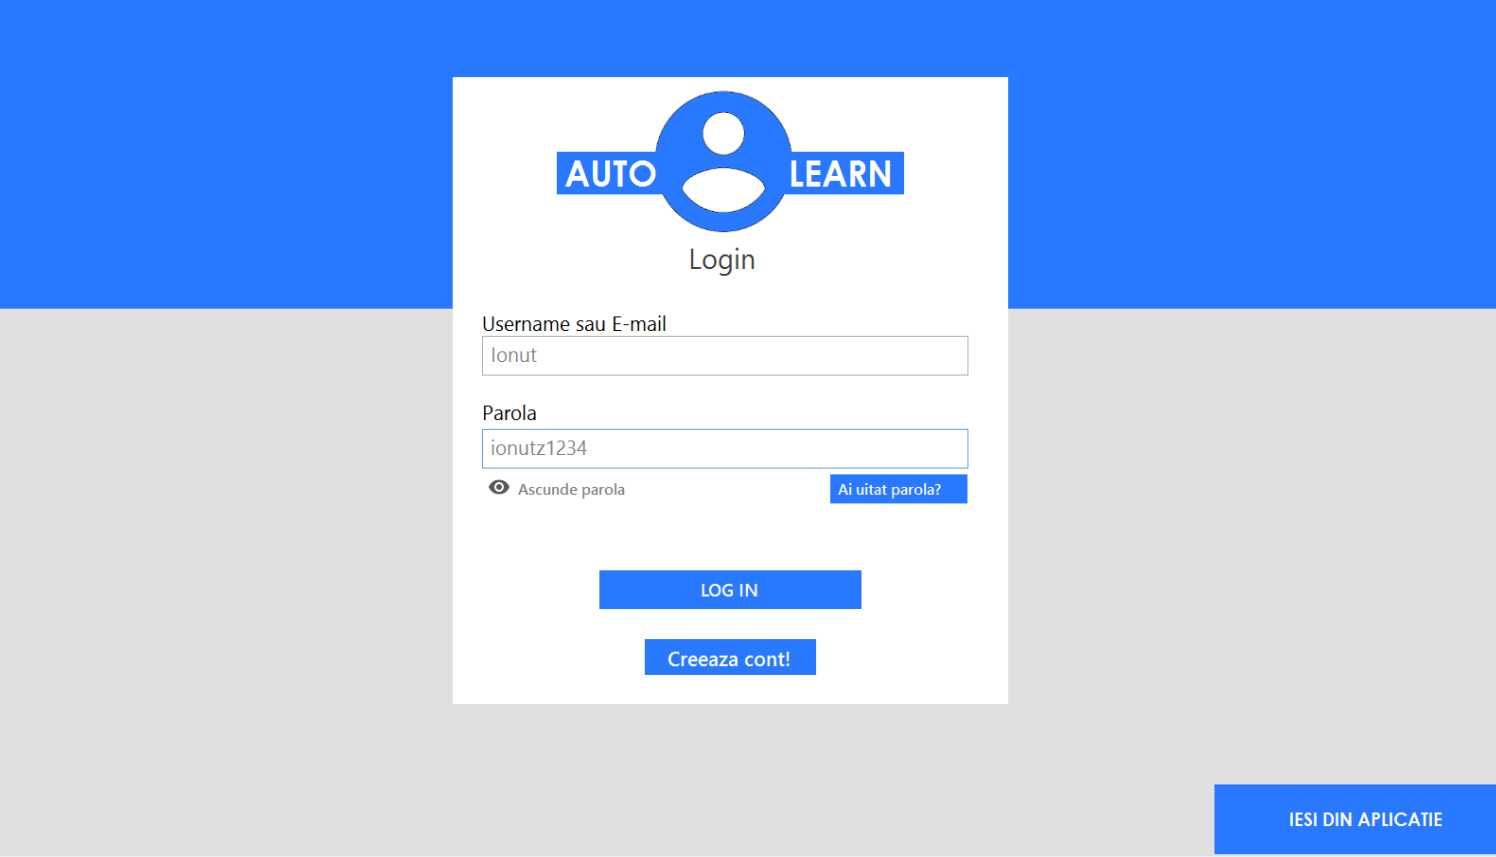 AUTO LEARN
Login
Username sau E-mail
Ionut
Parola
ionutz1234
Ascunde parola
Ai uitat parola?
LOG IN
Creeaza cont!
IESI DIN APLICATIE